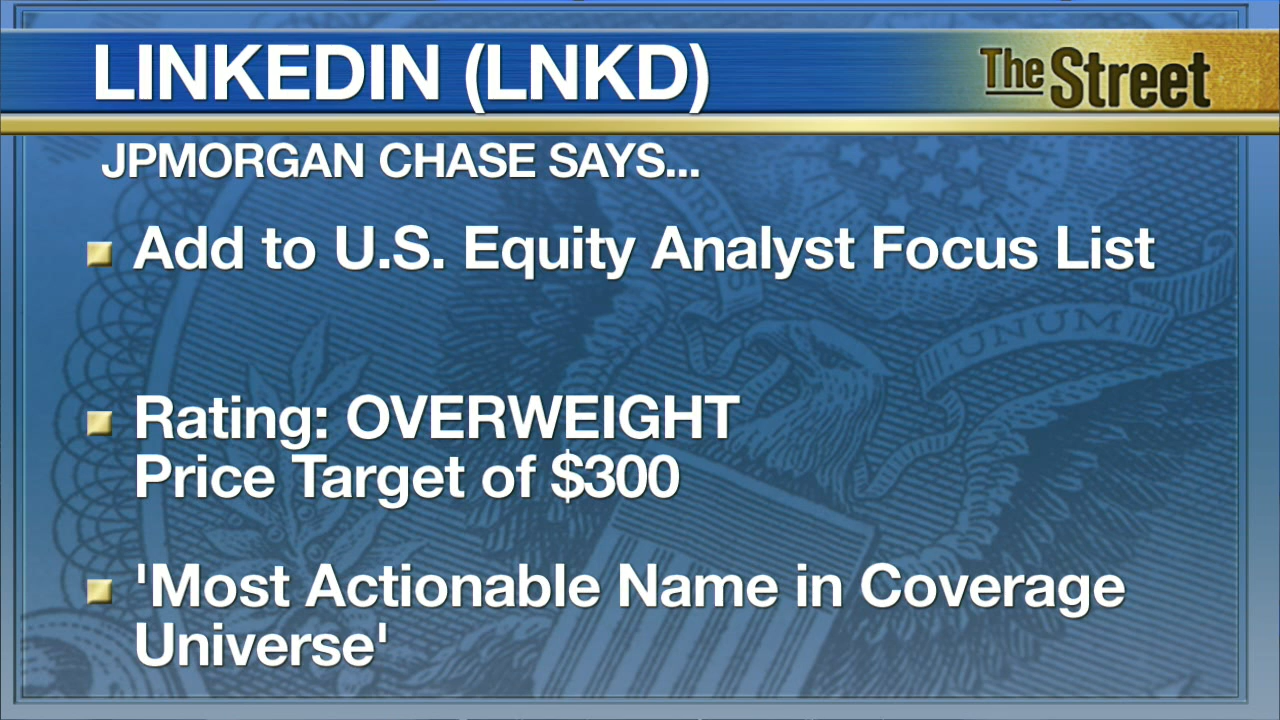 LINKEDIN (LNKD)
The Street
JPMORGAN CHASE SAYS...
Add to U.S. Equity Analyst Focus List
UNUM
Rating: OVERWEIGHT
Price Target of $300
'Most Actionable Name in Coverage
Universe'